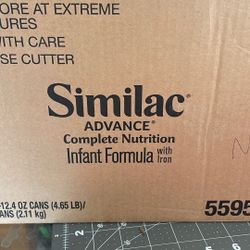 ORE AT EXTREME
URES
WITH CARE
SE CUTTER
Similac®
ADVANCE®
Complete Nutrition
Infant Formula with Iron
-12.4 OZ CANS (4.65 LB)/
ANS (2.11 kg)
5595